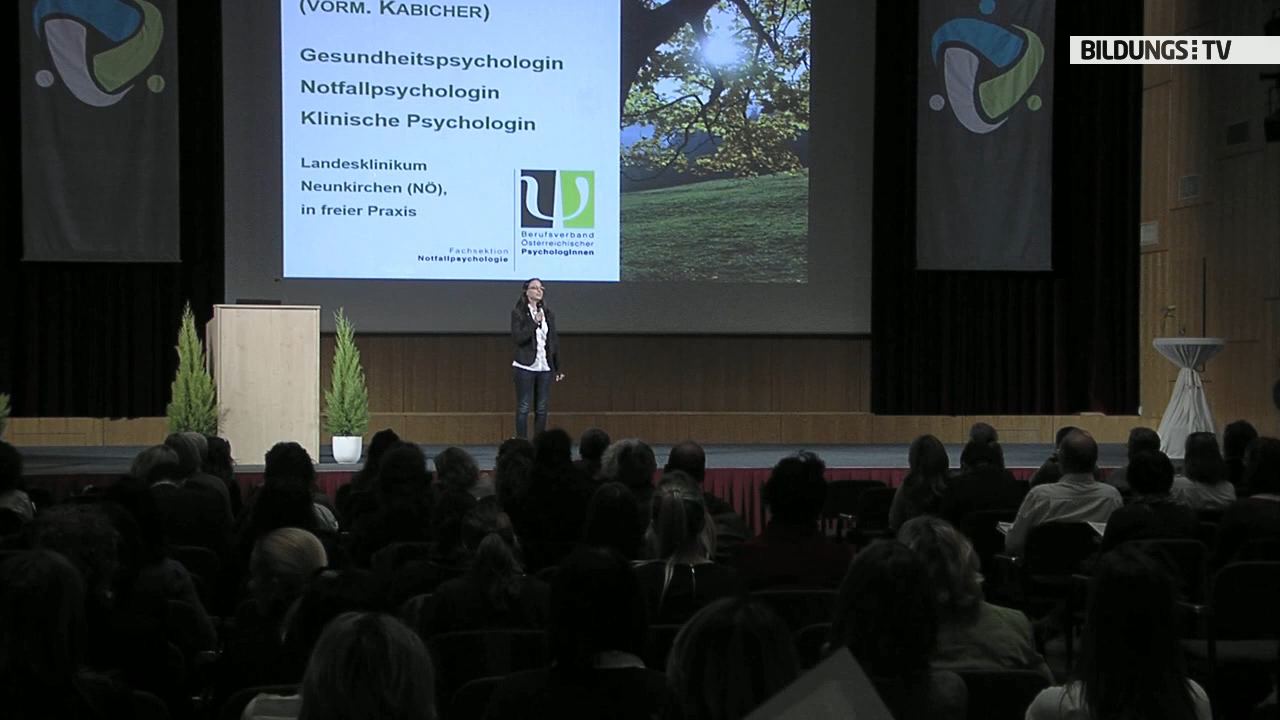 (VORM. KABICHER)
Gesundheitspsychologin
Notfallpsychologin
Klinische Psychologin
Landesklinikum
Neunkirchen (NÖ),
in freier Praxis
Fachsektion
Notfallpsychologie
Berufsverband
Österreichischer
PsychologInnen
BILDUNGS TV